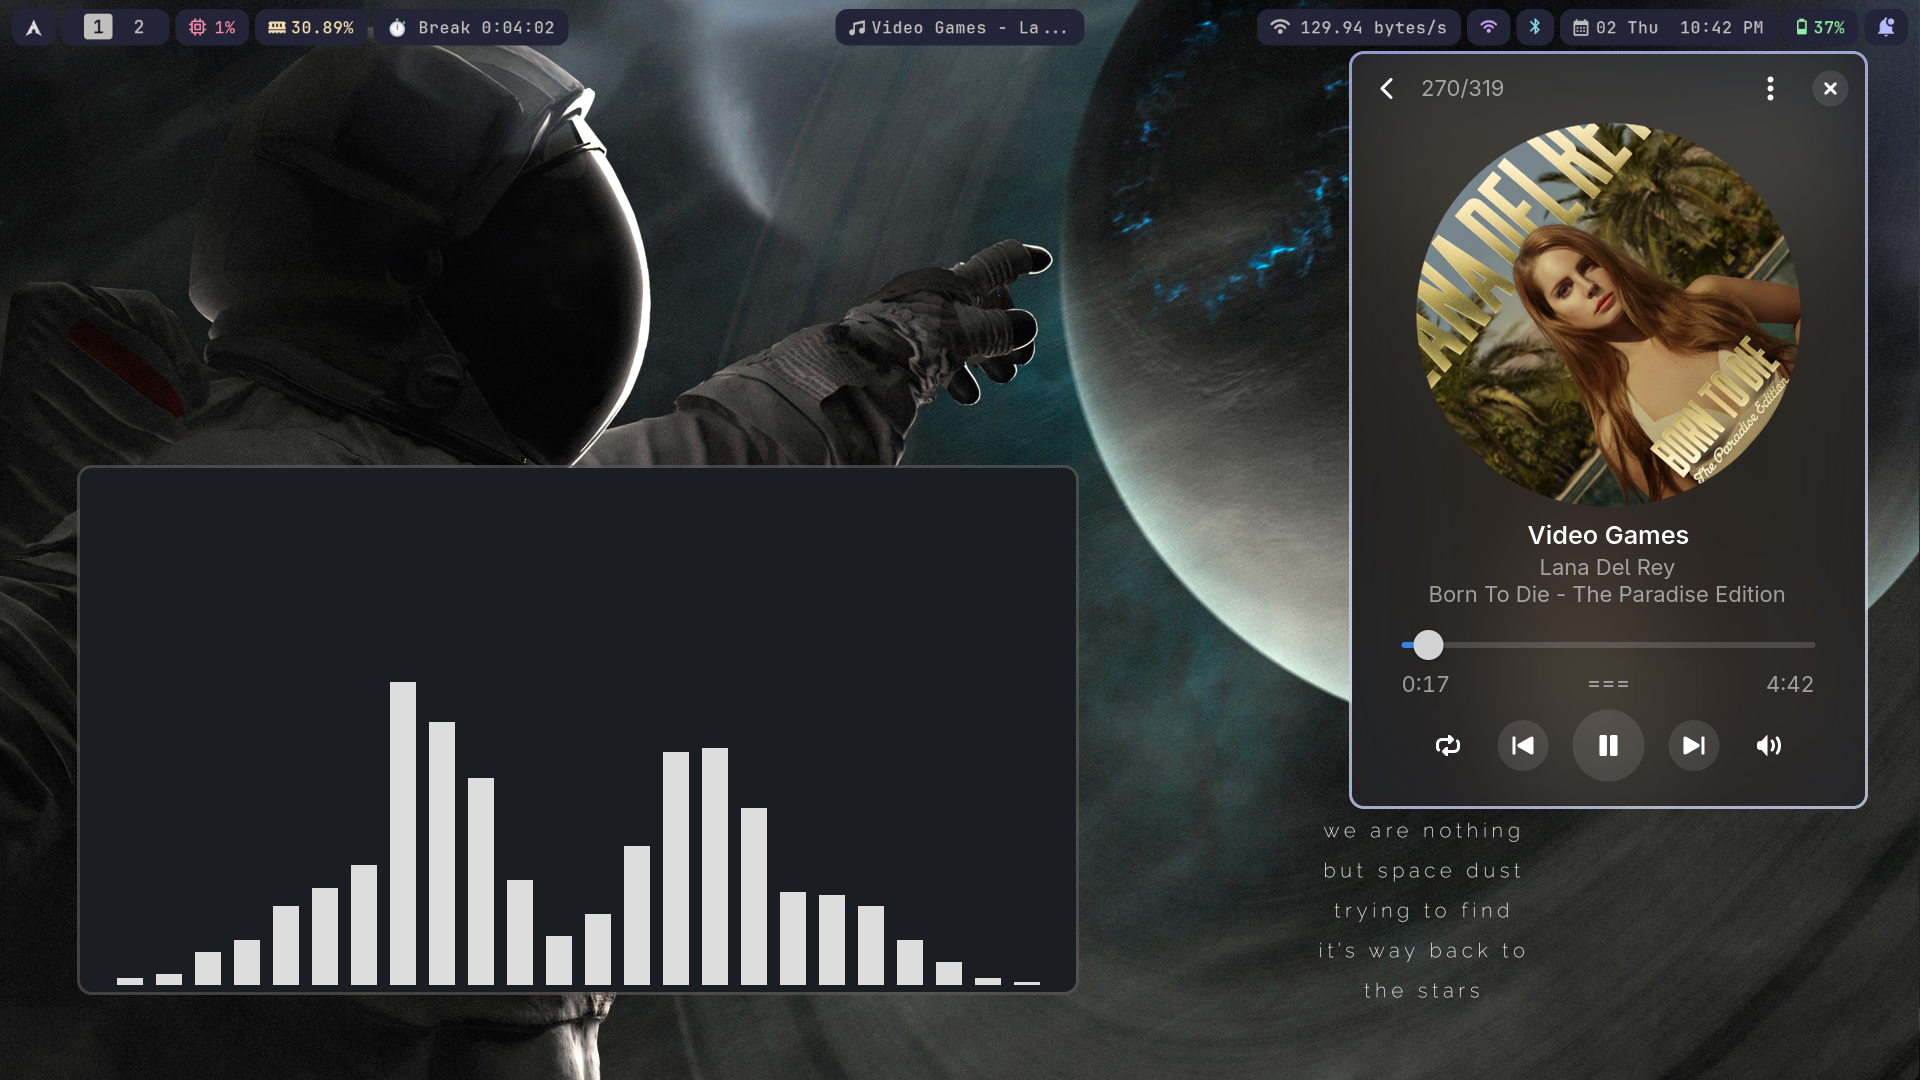 1 2 1% 30.89% Break 0:04:02 Video Games - La... 129.94 bytes/s 02 Thu 10:42 PM 37%
270/319
LANA DEL REY
BORN TO DIE
The Paradise Edition
Video Games
Lana Del Rey
Born To Die - The Paradise Edition
0:17 === 4:42
we are nothing
but space dust
trying to find
it's way back to
the stars